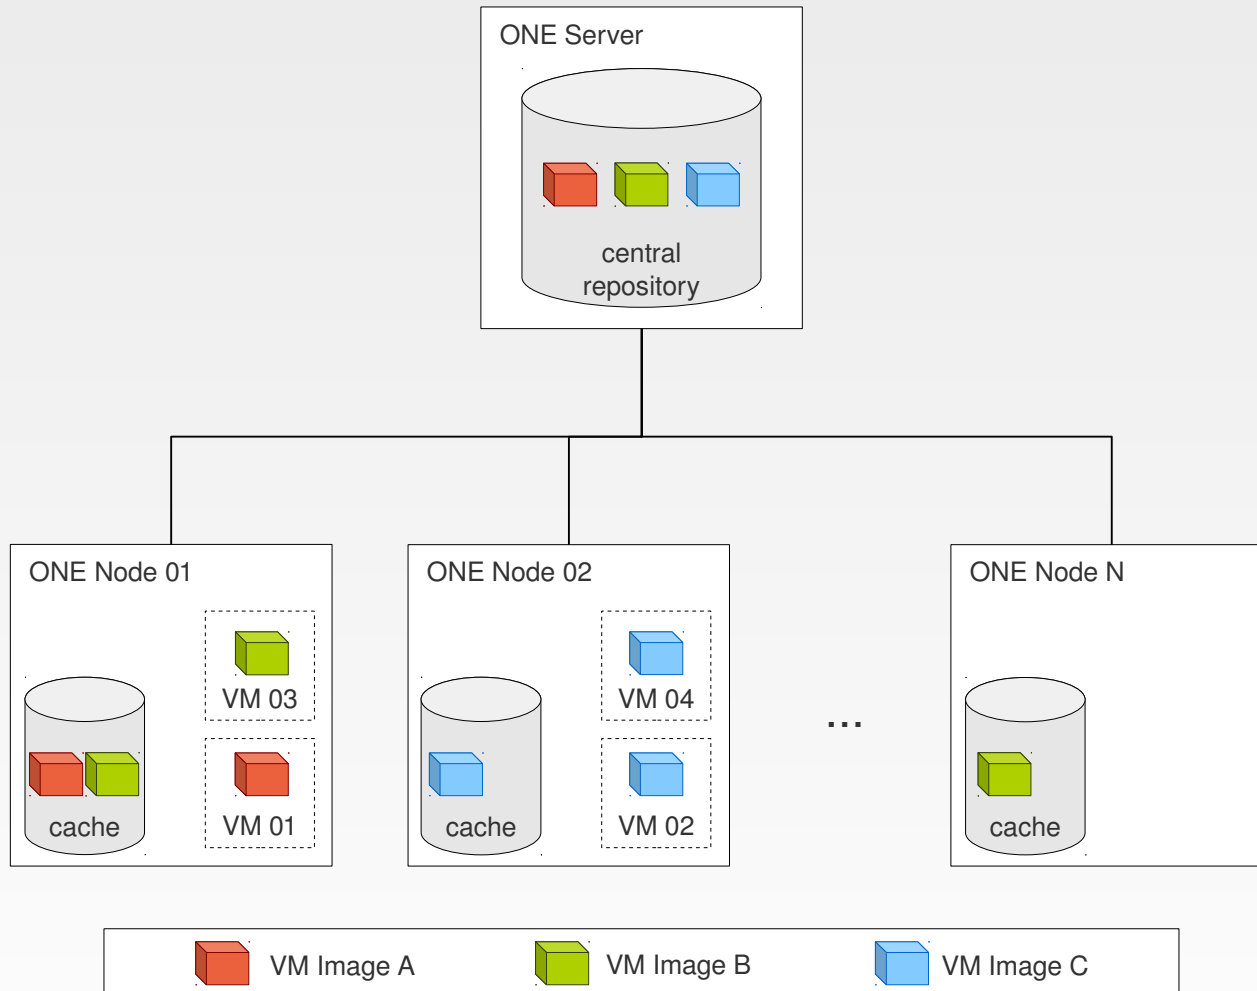 ONE Server
central
repository
ONE Node 01
VM 03
VM 01
cache
ONE Node 02
VM 04
VM 02
cache
...
ONE Node N
cache
VM Image A
VM Image B
VM Image C